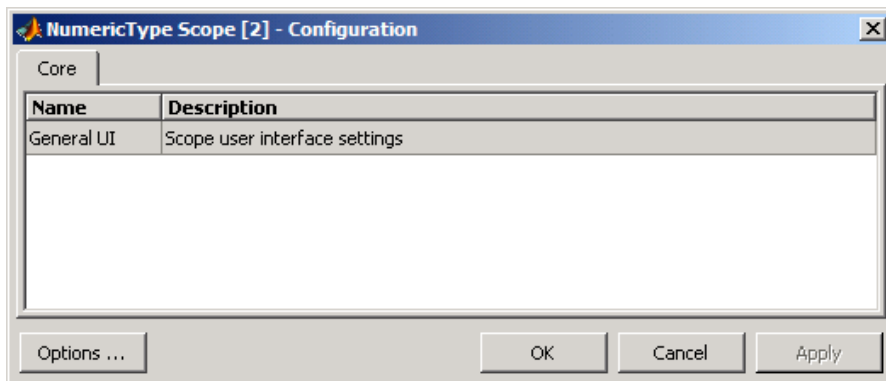 NumericType Scope [2] - Configuration
Core
Name Description
General UI Scope user interface settings
Options ... OK Cancel Apply